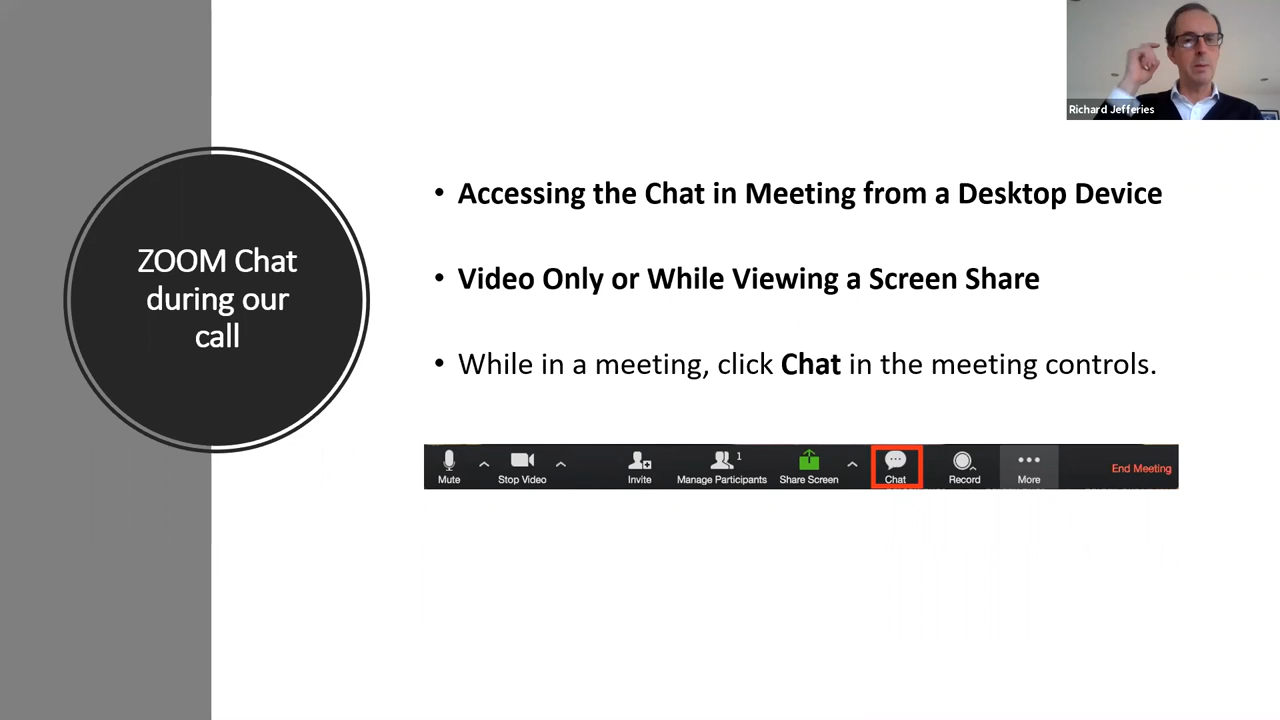 Richard Jefferies
ZOOM Chat
during our
call
• Accessing the Chat in Meeting from a Desktop Device
• Video Only or While Viewing a Screen Share
• While in a meeting, click Chat in the meeting controls.
Mute Stop Video Invite Manage Participants 1 Share Screen Chat Record More End Meeting